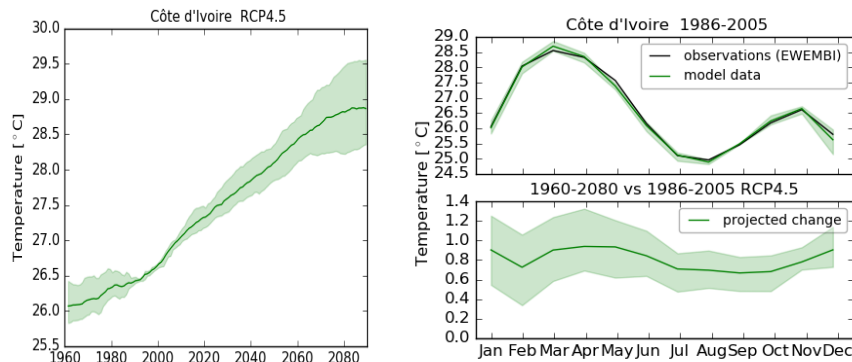 Côte d'Ivoire RCP4.5
30.0
29.5
29.0
28.5
28.0
27.5
27.0
26.5
26.0
25.5
Temperature [ ° C]
1960 1980 2000 2020 2040 2060 2080
Côte d'Ivoire 1986-2005
29.0
28.5
28.0
27.5
27.0
26.5
26.0
25.5
25.0
24.5
observations (EWEMBI)
model data
Temperature [ ° C]
1960-2080 vs 1986-2005 RCP4.5
1.4
1.2
1.0
0.8
0.6
0.4
0.2
0.0
projected change
Jan Feb Mar Apr May Jun Jul Aug Sep Oct Nov Dec